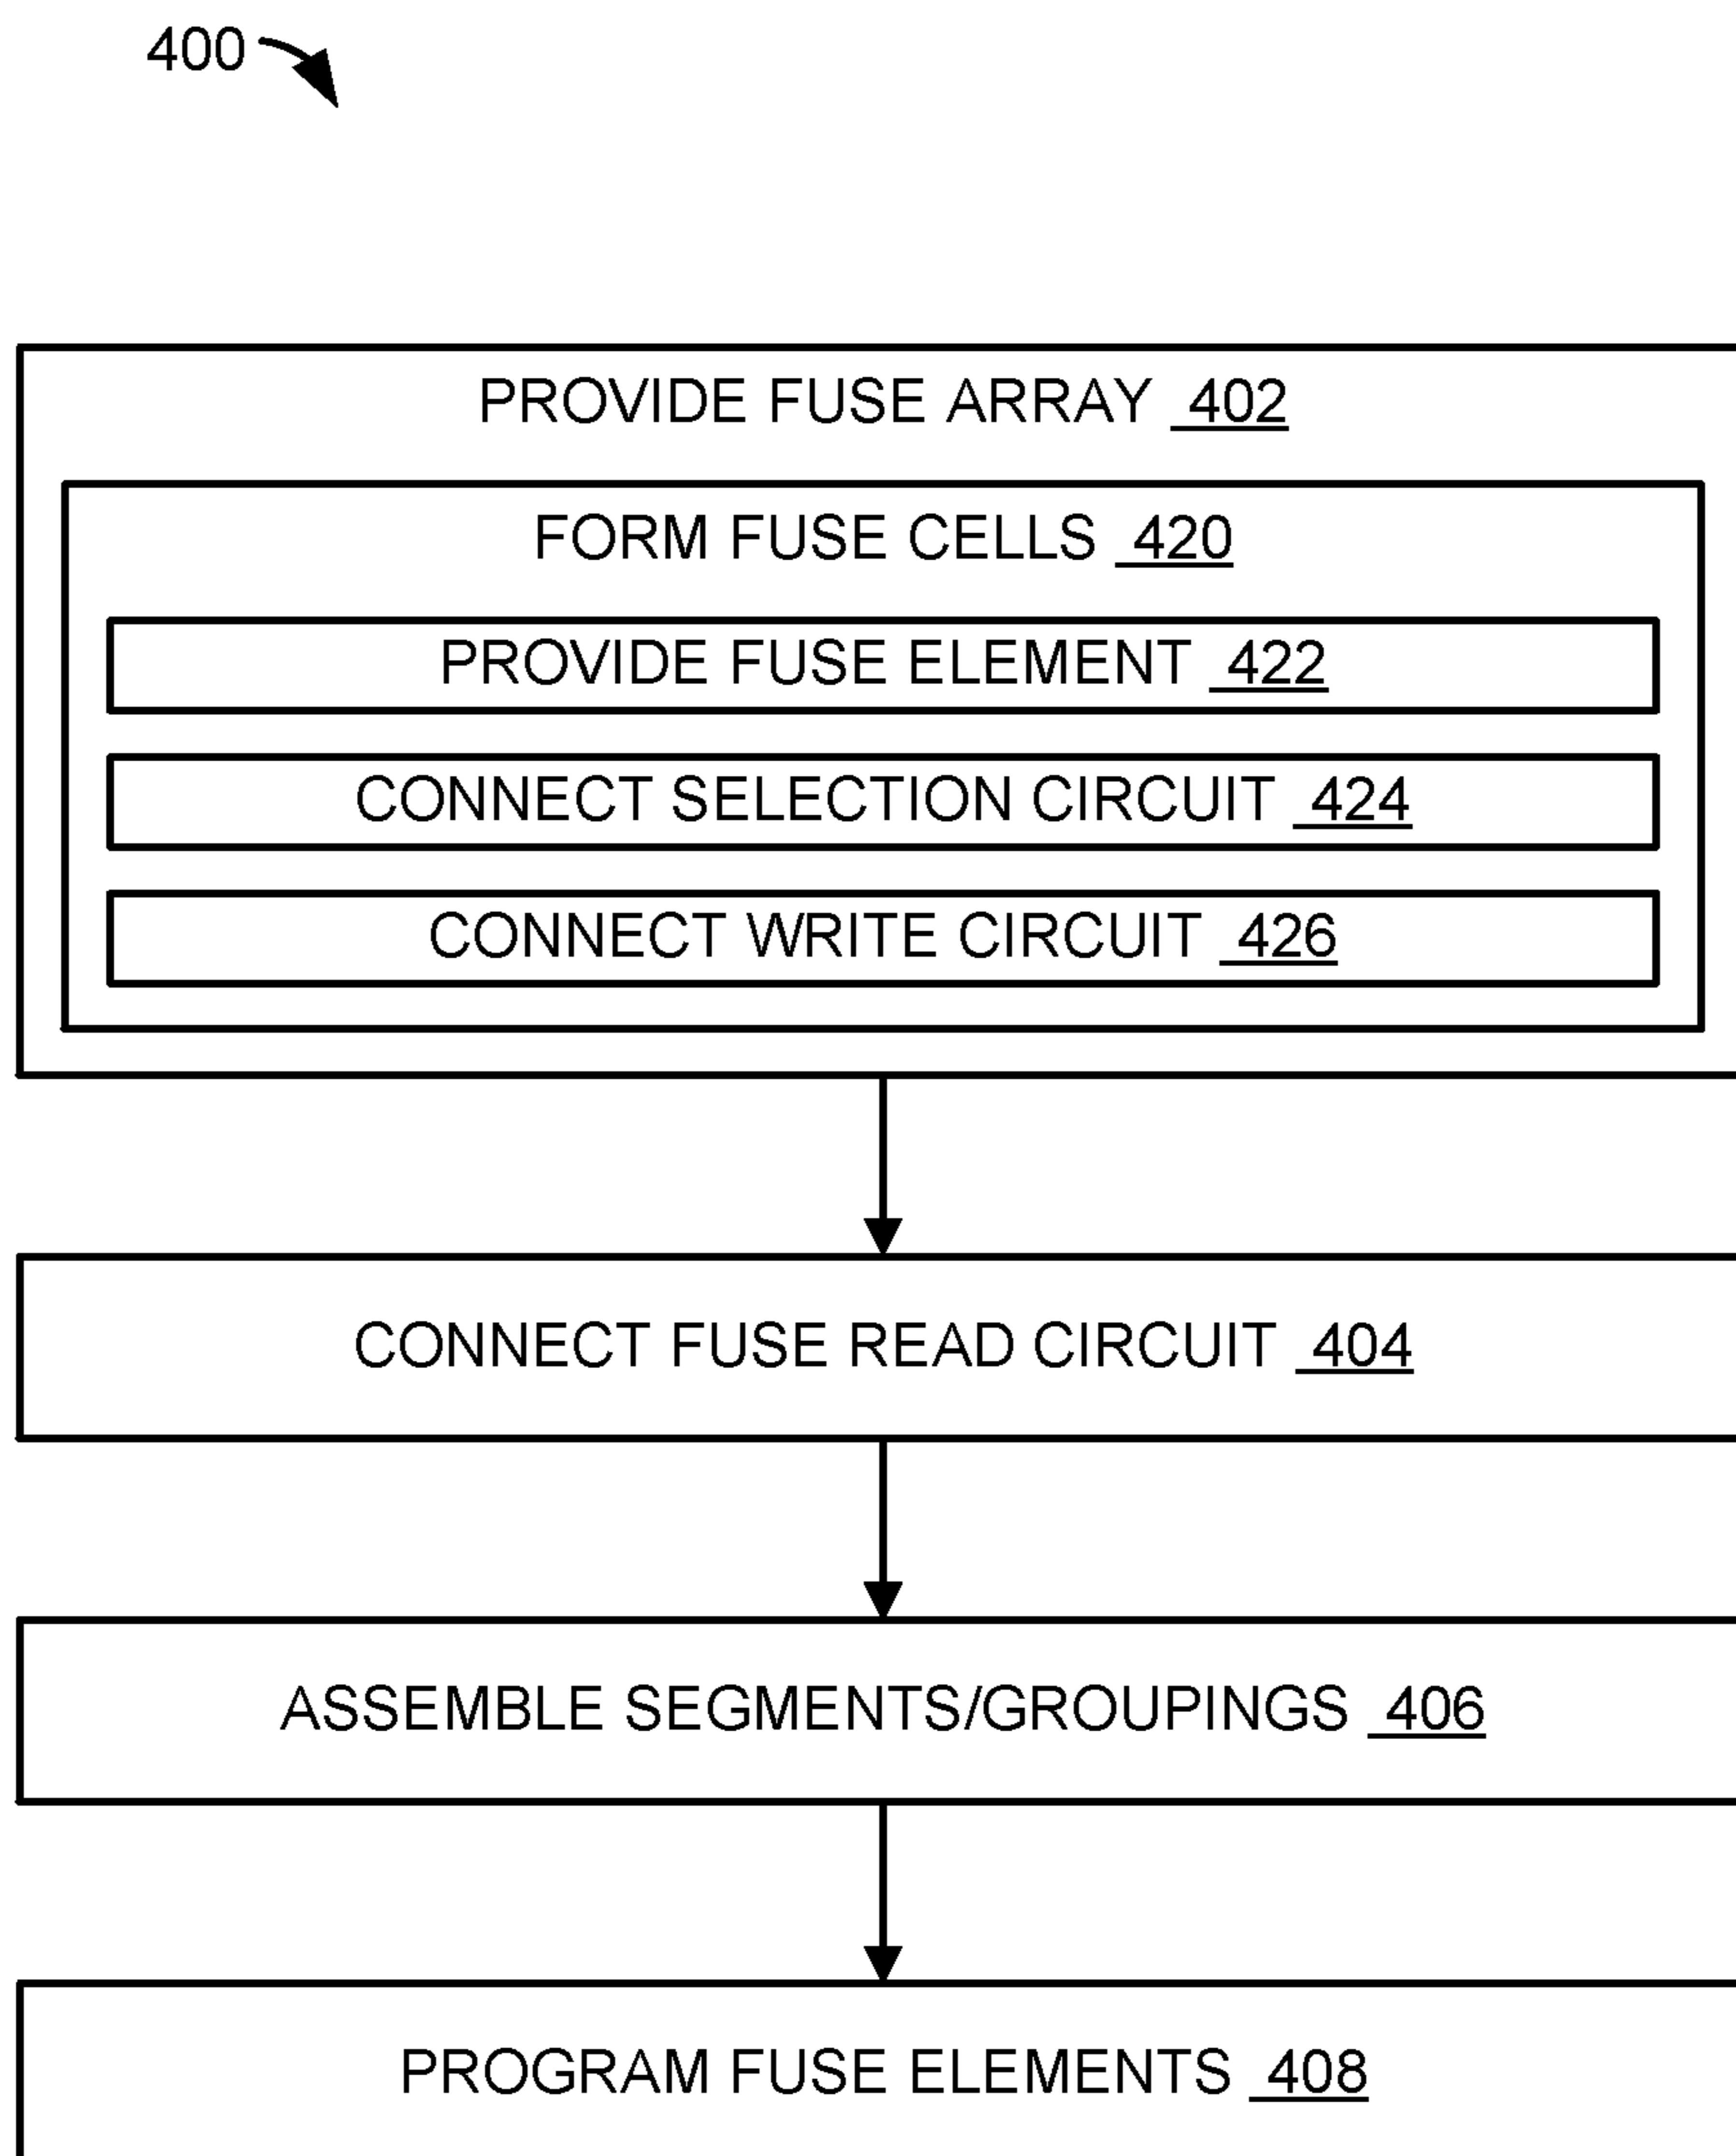 400
PROVIDE FUSE ARRAY 402
FORM FUSE CELLS 420
PROVIDE FUSE ELEMENT 422
CONNECT SELECTION CIRCUIT 424
CONNECT WRITE CIRCUIT 426
CONNECT FUSE READ CIRCUIT 404
ASSEMBLE SEGMENTS/GROUPINGS 406
PROGRAM FUSE ELEMENTS 408